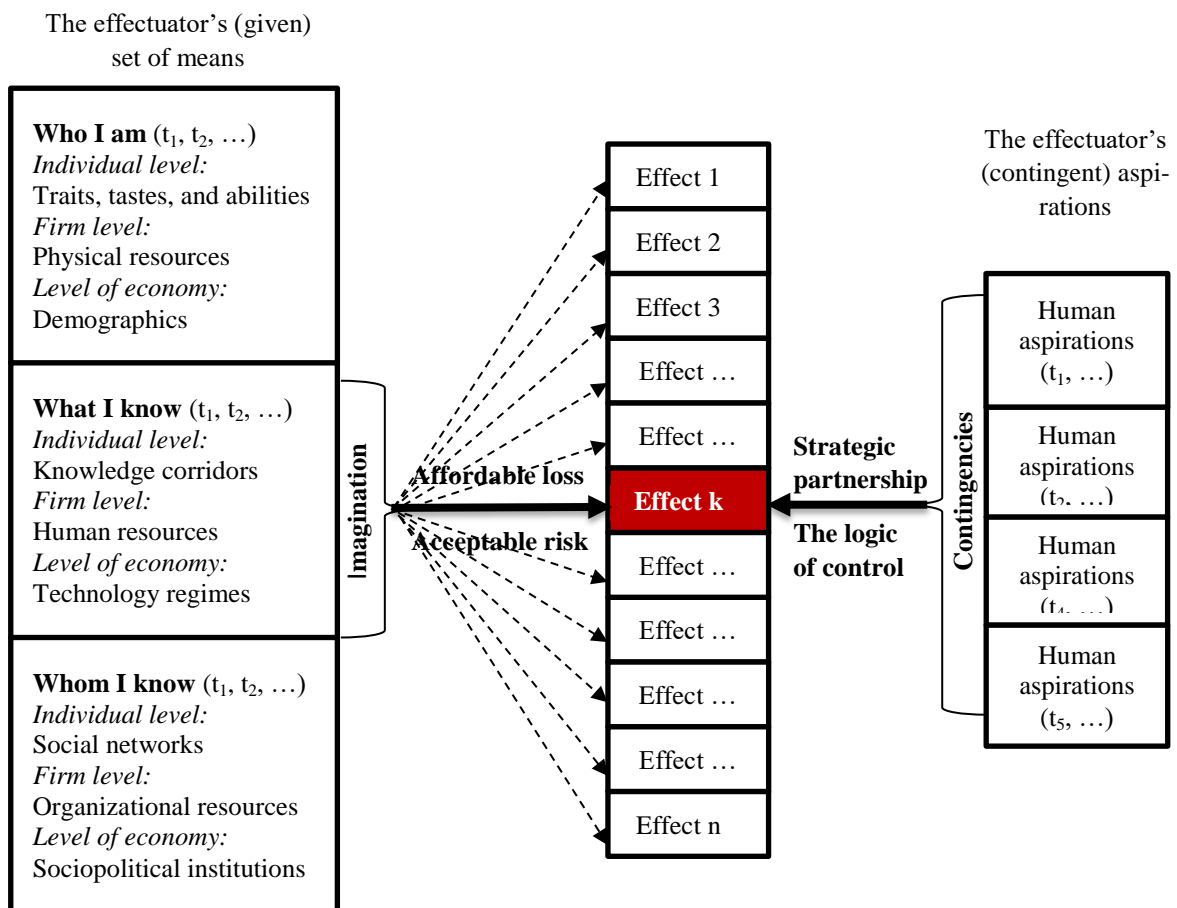 The effectuator’s (given)
set of means
Who I am (t1, t2, …)
Individual level:
Traits, tastes, and abilities
Firm level:
Physical resources
Level of economy:
Demographics
What I know (t1, t2, …)
Individual level:
Knowledge corridors
Firm level:
Human resources
Level of economy:
Technology regimes
Whom I know (t1, t2, …)
Individual level:
Social networks
Firm level:
Organizational resources
Level of economy:
Sociopolitical institutions
Imagination
Affordable loss
Acceptable risk
Effect 1
Effect 2
Effect 3
Effect …
Effect …
Effect k
Effect …
Effect …
Effect …
Effect …
Effect n
Strategic
partnership
The logic
of control
Contingencies
The effectuator’s
(contingent) aspi-
rations
Human
aspirations
(t1, …)
Human
aspirations
(t2, …)
Human
aspirations
(t4, …)
Human
aspirations
(t5, …)